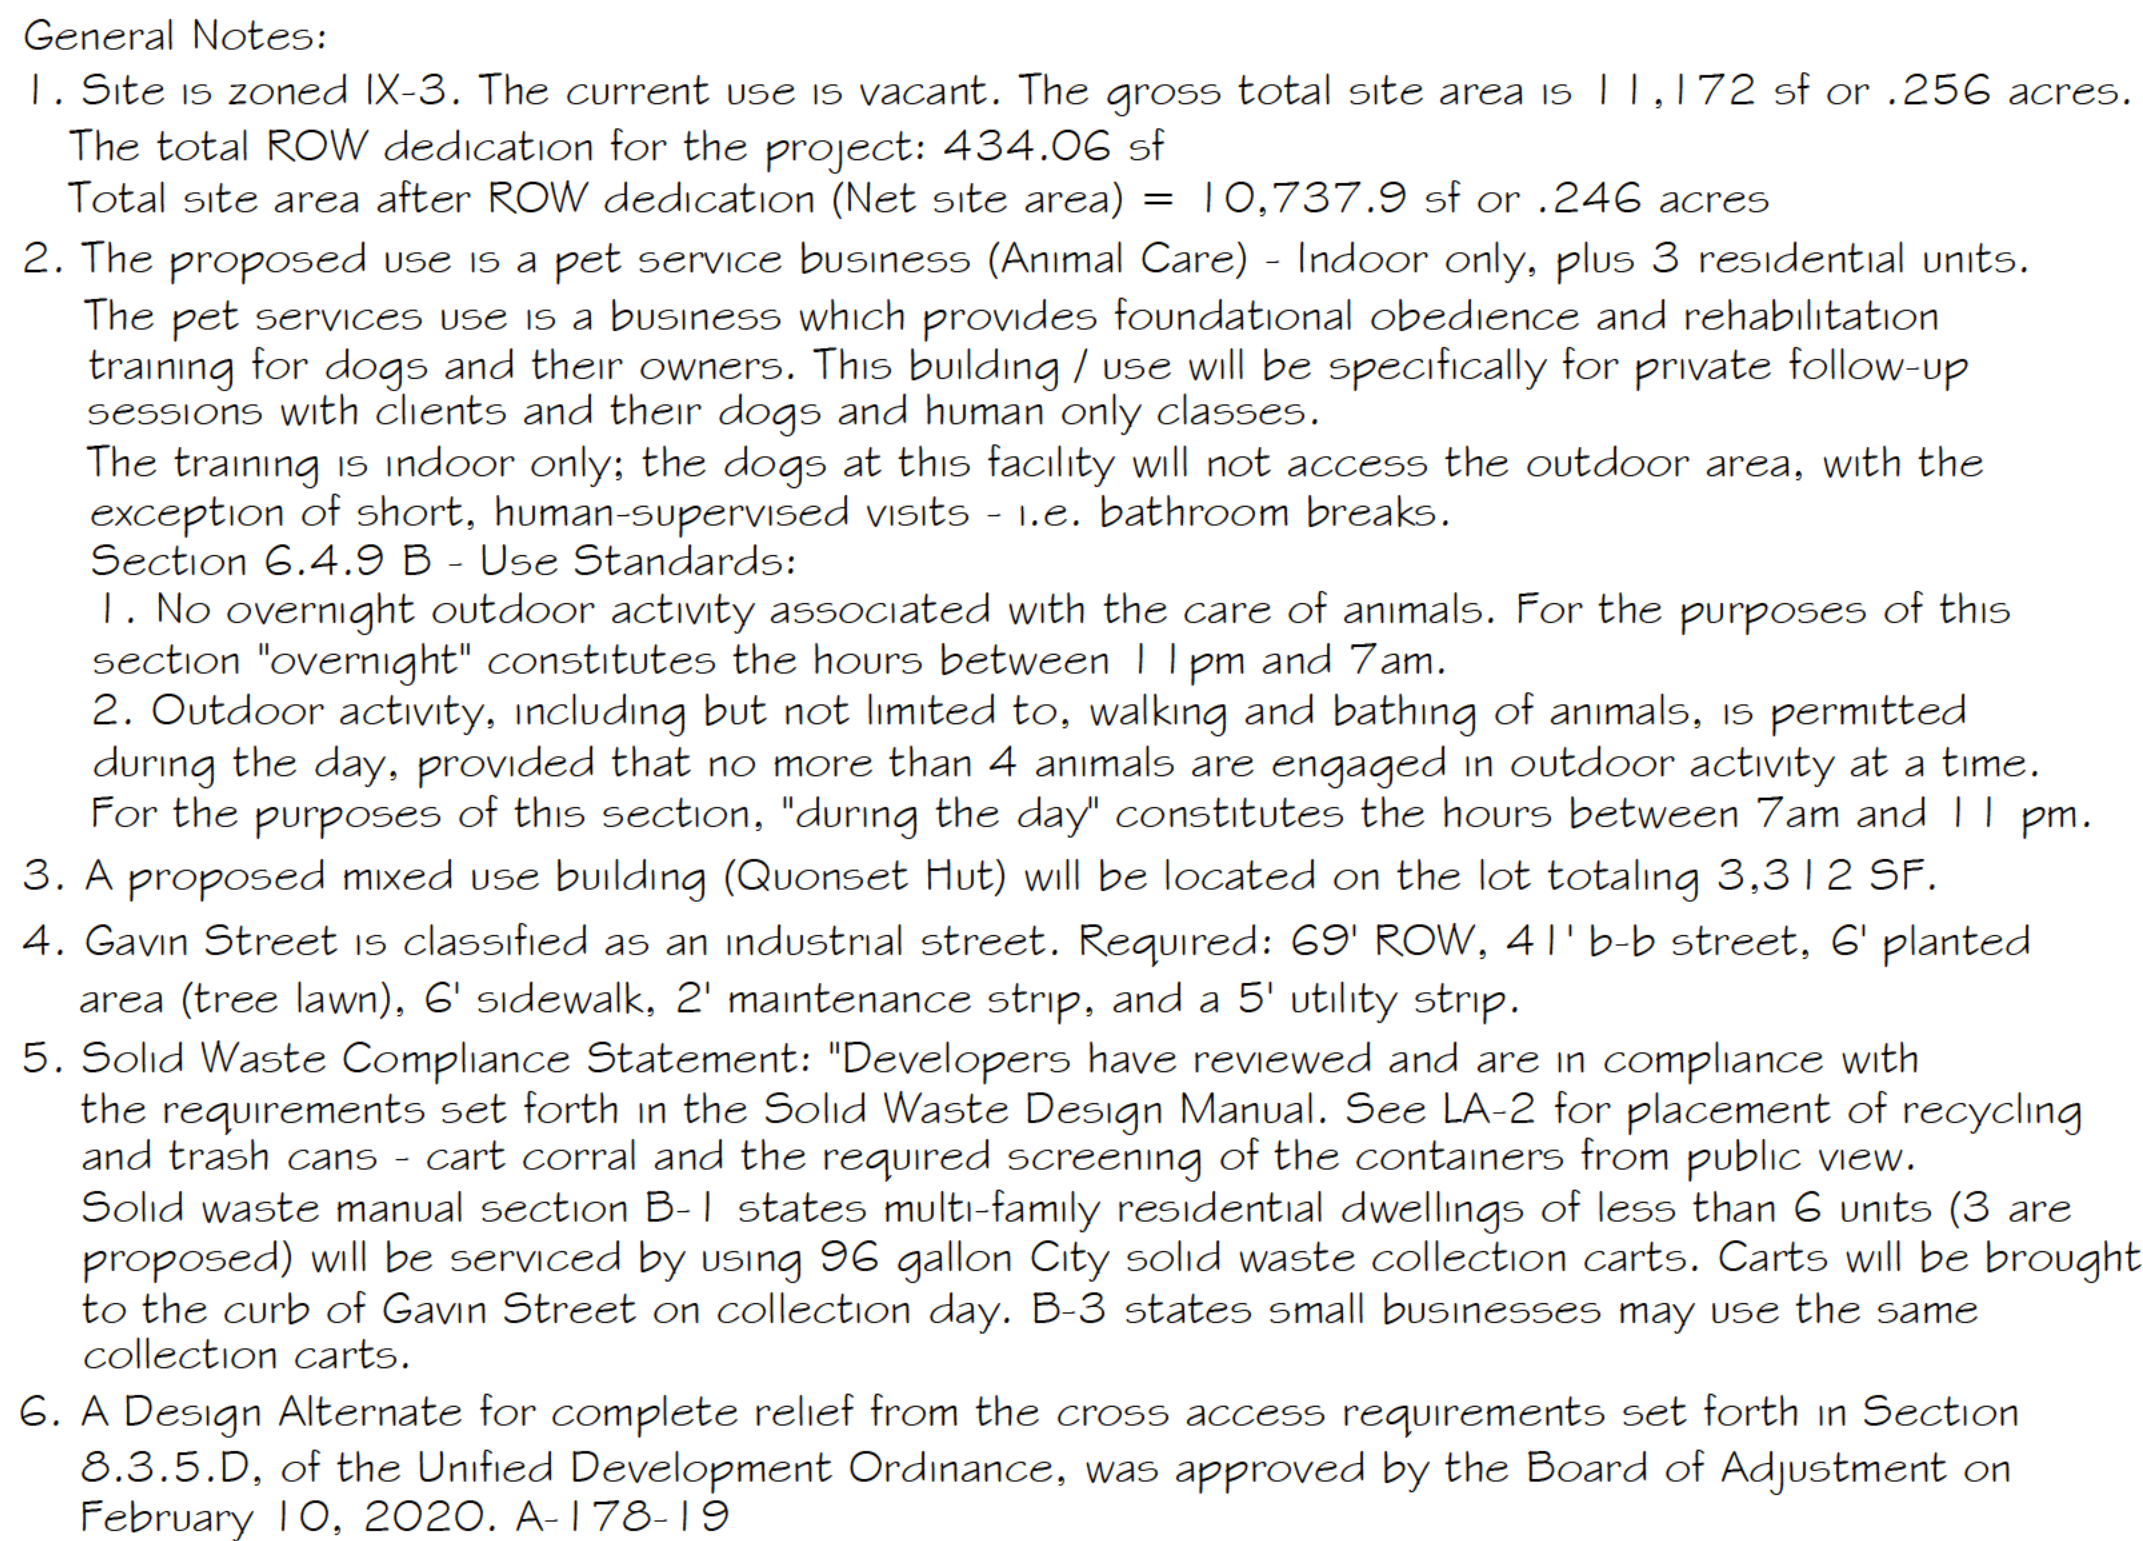 General Notes:
1. Site is zoned IX-3. The current use is vacant. The gross total site area is 11,172 sf or .256 acres.
The total ROW dedication for the project: 434.06 sf
Total site area after ROW dedication (Net site area) = 10,737.9 sf or .246 acres
2. The proposed use is a pet service business (Animal Care) - Indoor only, plus 3 residential units.
The pet services use is a business which provides foundational obedience and rehabilitation
training for dogs and their owners. This building / use will be specifically for private follow-up
sessions with clients and their dogs and human only classes.
The training is indoor only; the dogs at this facility will not access the outdoor area, with the
exception of short, human-supervised visits - i.e. bathroom breaks.
Section 6.4.9 B - Use Standards:
1. No overnight outdoor activity associated with the care of animals. For the purposes of this
section "overnight" constitutes the hours between 11pm and 7am.
2. Outdoor activity, including but not limited to, walking and bathing of animals, is permitted
during the day, provided that no more than 4 animals are engaged in outdoor activity at a time.
For the purposes of this section, "during the day" constitutes the hours between 7am and 11 pm.
3. A proposed mixed use building (Quonset Hut) will be located on the lot totaling 3,312 SF.
4. Gavin Street is classified as an industrial street. Required: 69' ROW, 41' b-b street, 6' planted
area (tree lawn), 6' sidewalk, 2' maintenance strip, and a 5' utility strip.
5. Solid Waste Compliance Statement: "Developers have reviewed and are in compliance with
the requirements set forth in the Solid Waste Design Manual. See LA-2 for placement of recycling
and trash cans - cart corral and the required screening of the containers from public view.
Solid waste manual section B-1 states multi-family residential dwellings of less than 6 units (3 are
proposed) will be serviced by using 96 gallon City solid waste collection carts. Carts will be brought
to the curb of Gavin Street on collection day. B-3 states small businesses may use the same
collection carts.
6. A Design Alternate for complete relief from the cross access requirements set forth in Section
8.3.5.D, of the Unified Development Ordinance, was approved by the Board of Adjustment on
February 10, 2020. A-178-19